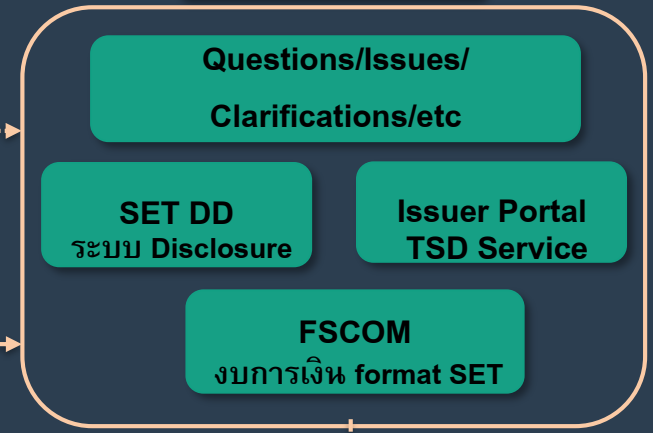 Questions/Issues/
Clarifications/etc
SET DD
ระบบ Disclosure
Issuer Portal
TSD Service
FSCOM
งบการเงิน format SET